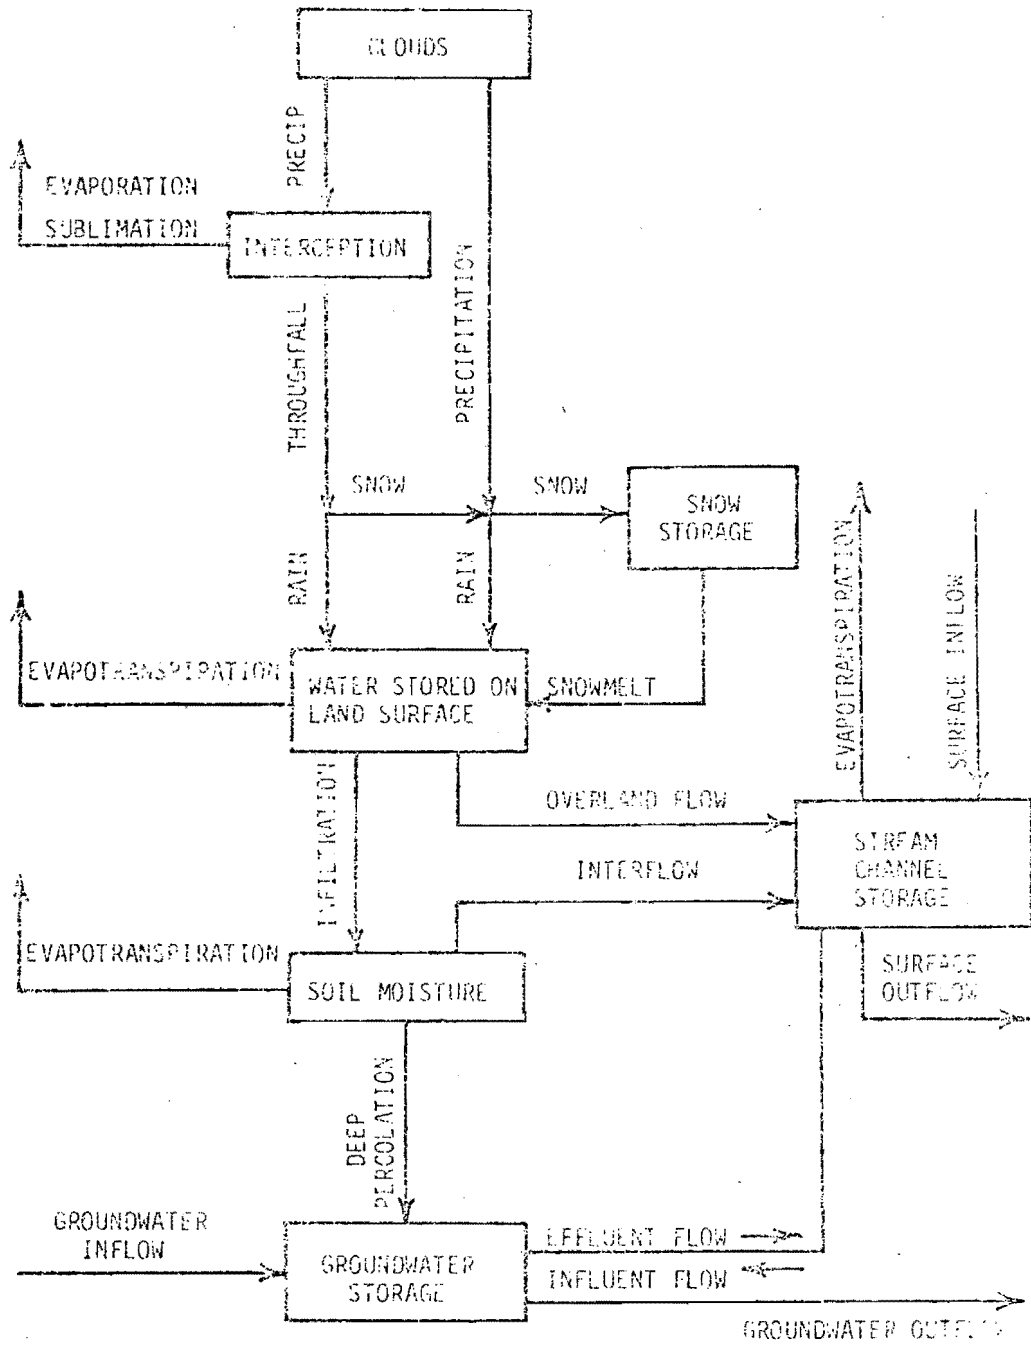 CLOUDS
PRECIP
EVAPORATION
SUBLIMATION
INTERCEPTION
THROUGHFALL
PRECIPITATION
SNOW
SNOW
SNOW
STORAGE
RAIN
RAIN
EVAPOTRANSPIRATION
SURFACE INFLOW
EVAPOTRANSPIRATION
WATER STORED ON
LAND SURFACE
SNOWMELT
INFILTRATION
OVERLAND FLOW
STREAM
CHANNEL
STORAGE
INTERFLOW
EVAPOTRANSPIRATION
SOIL MOISTURE
SURFACE
OUTFLOW
DEEP
PERCOLATION
GROUNDWATER
INFLOW
GROUNDWATER
STORAGE
EFFLUENT FLOW
INFLUENT FLOW
GROUNDWATER OUTFLOW